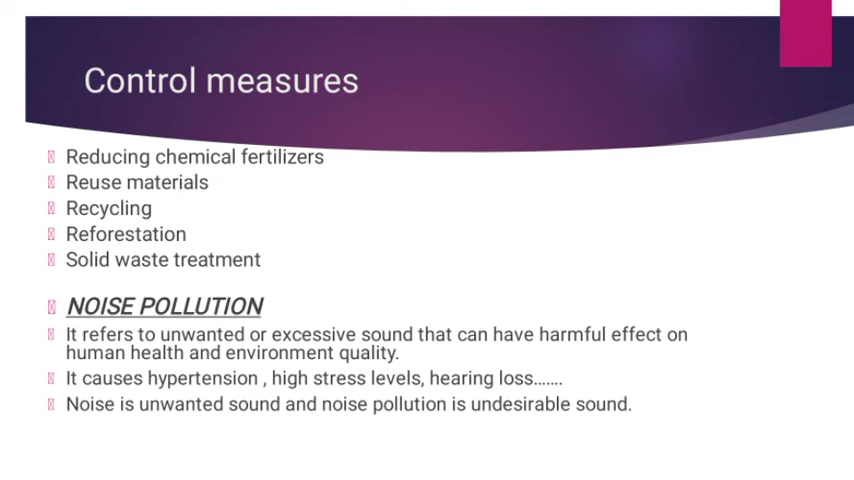 Control measures
Reducing chemical fertilizers
Reuse materials
Recycling
Reforestation
Solid waste treatment
NOISE POLLUTION
It refers to unwanted or excessive sound that can have harmful effect on
human health and environment quality.
It causes hypertension , high stress levels, hearing loss…….
Noise is unwanted sound and noise pollution is undesirable sound.